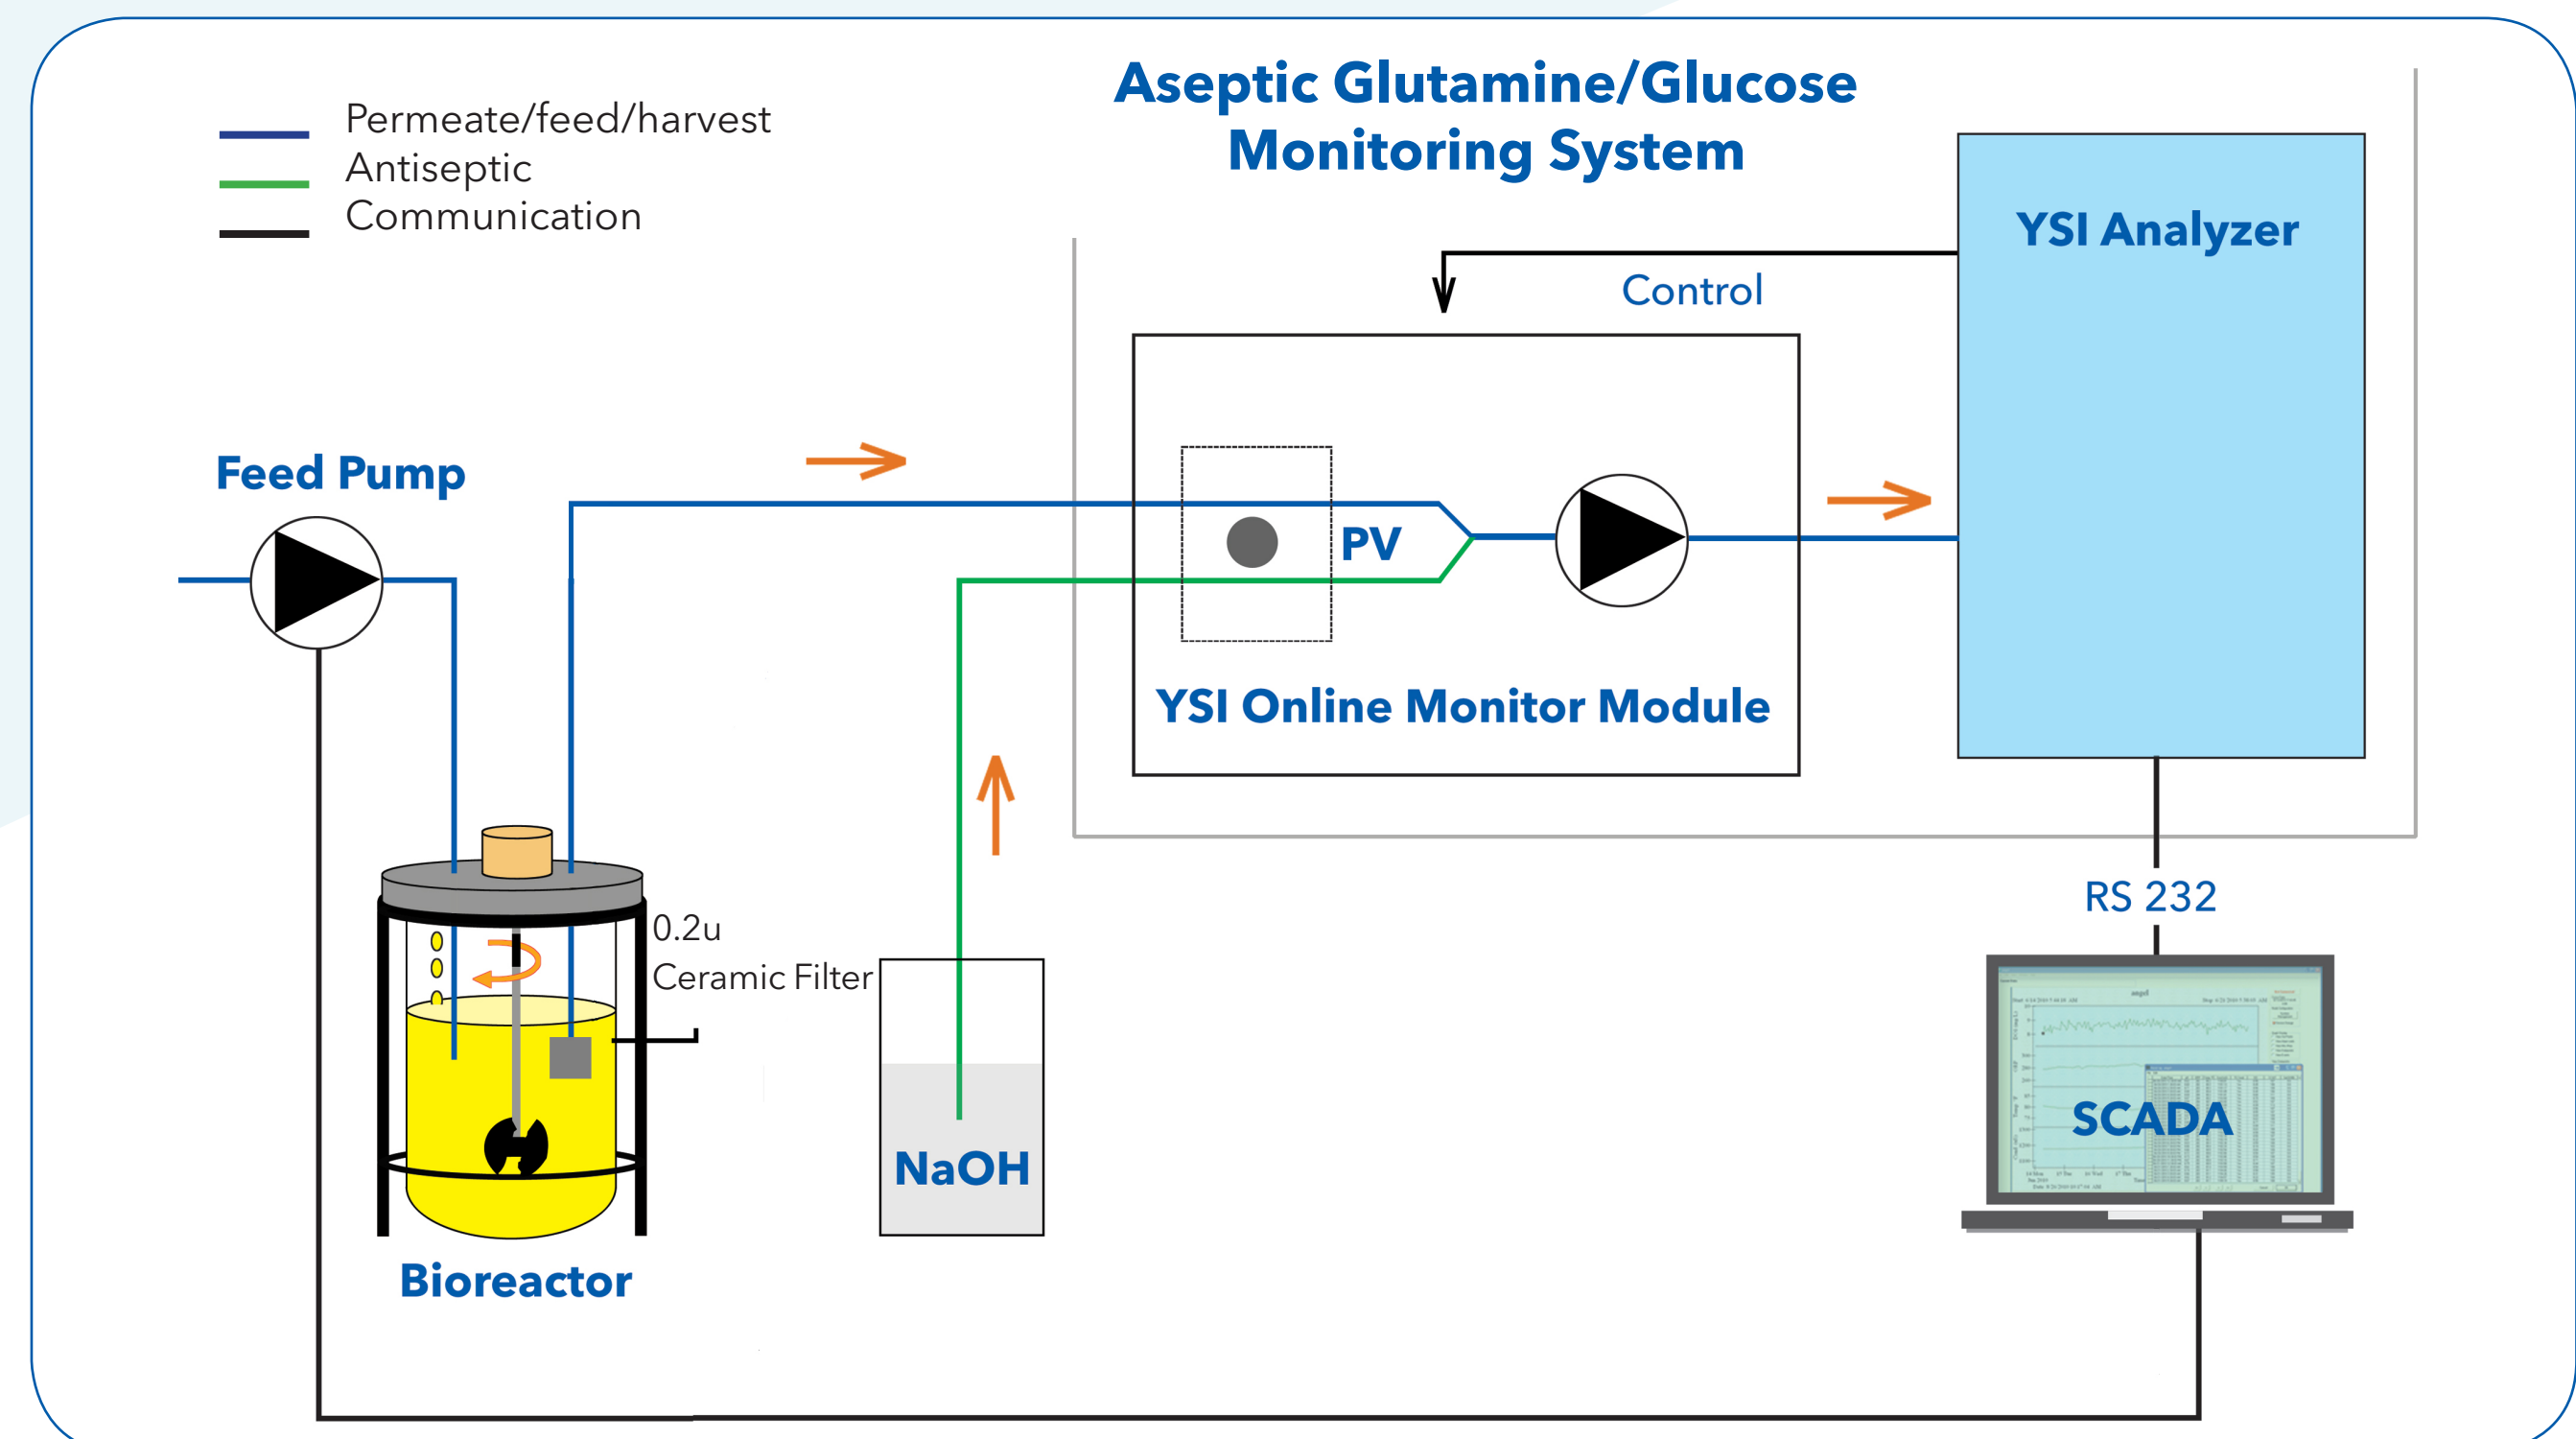 Aseptic Glutamine/Glucose
Monitoring System
Permeate/feed/harvest
Antiseptic
Communication
YSI Analyzer
Control
Feed Pump
PV
YSI Online Monitor Module
0.2u
Ceramic Filter
RS 232
NaOH
SCADA
Bioreactor